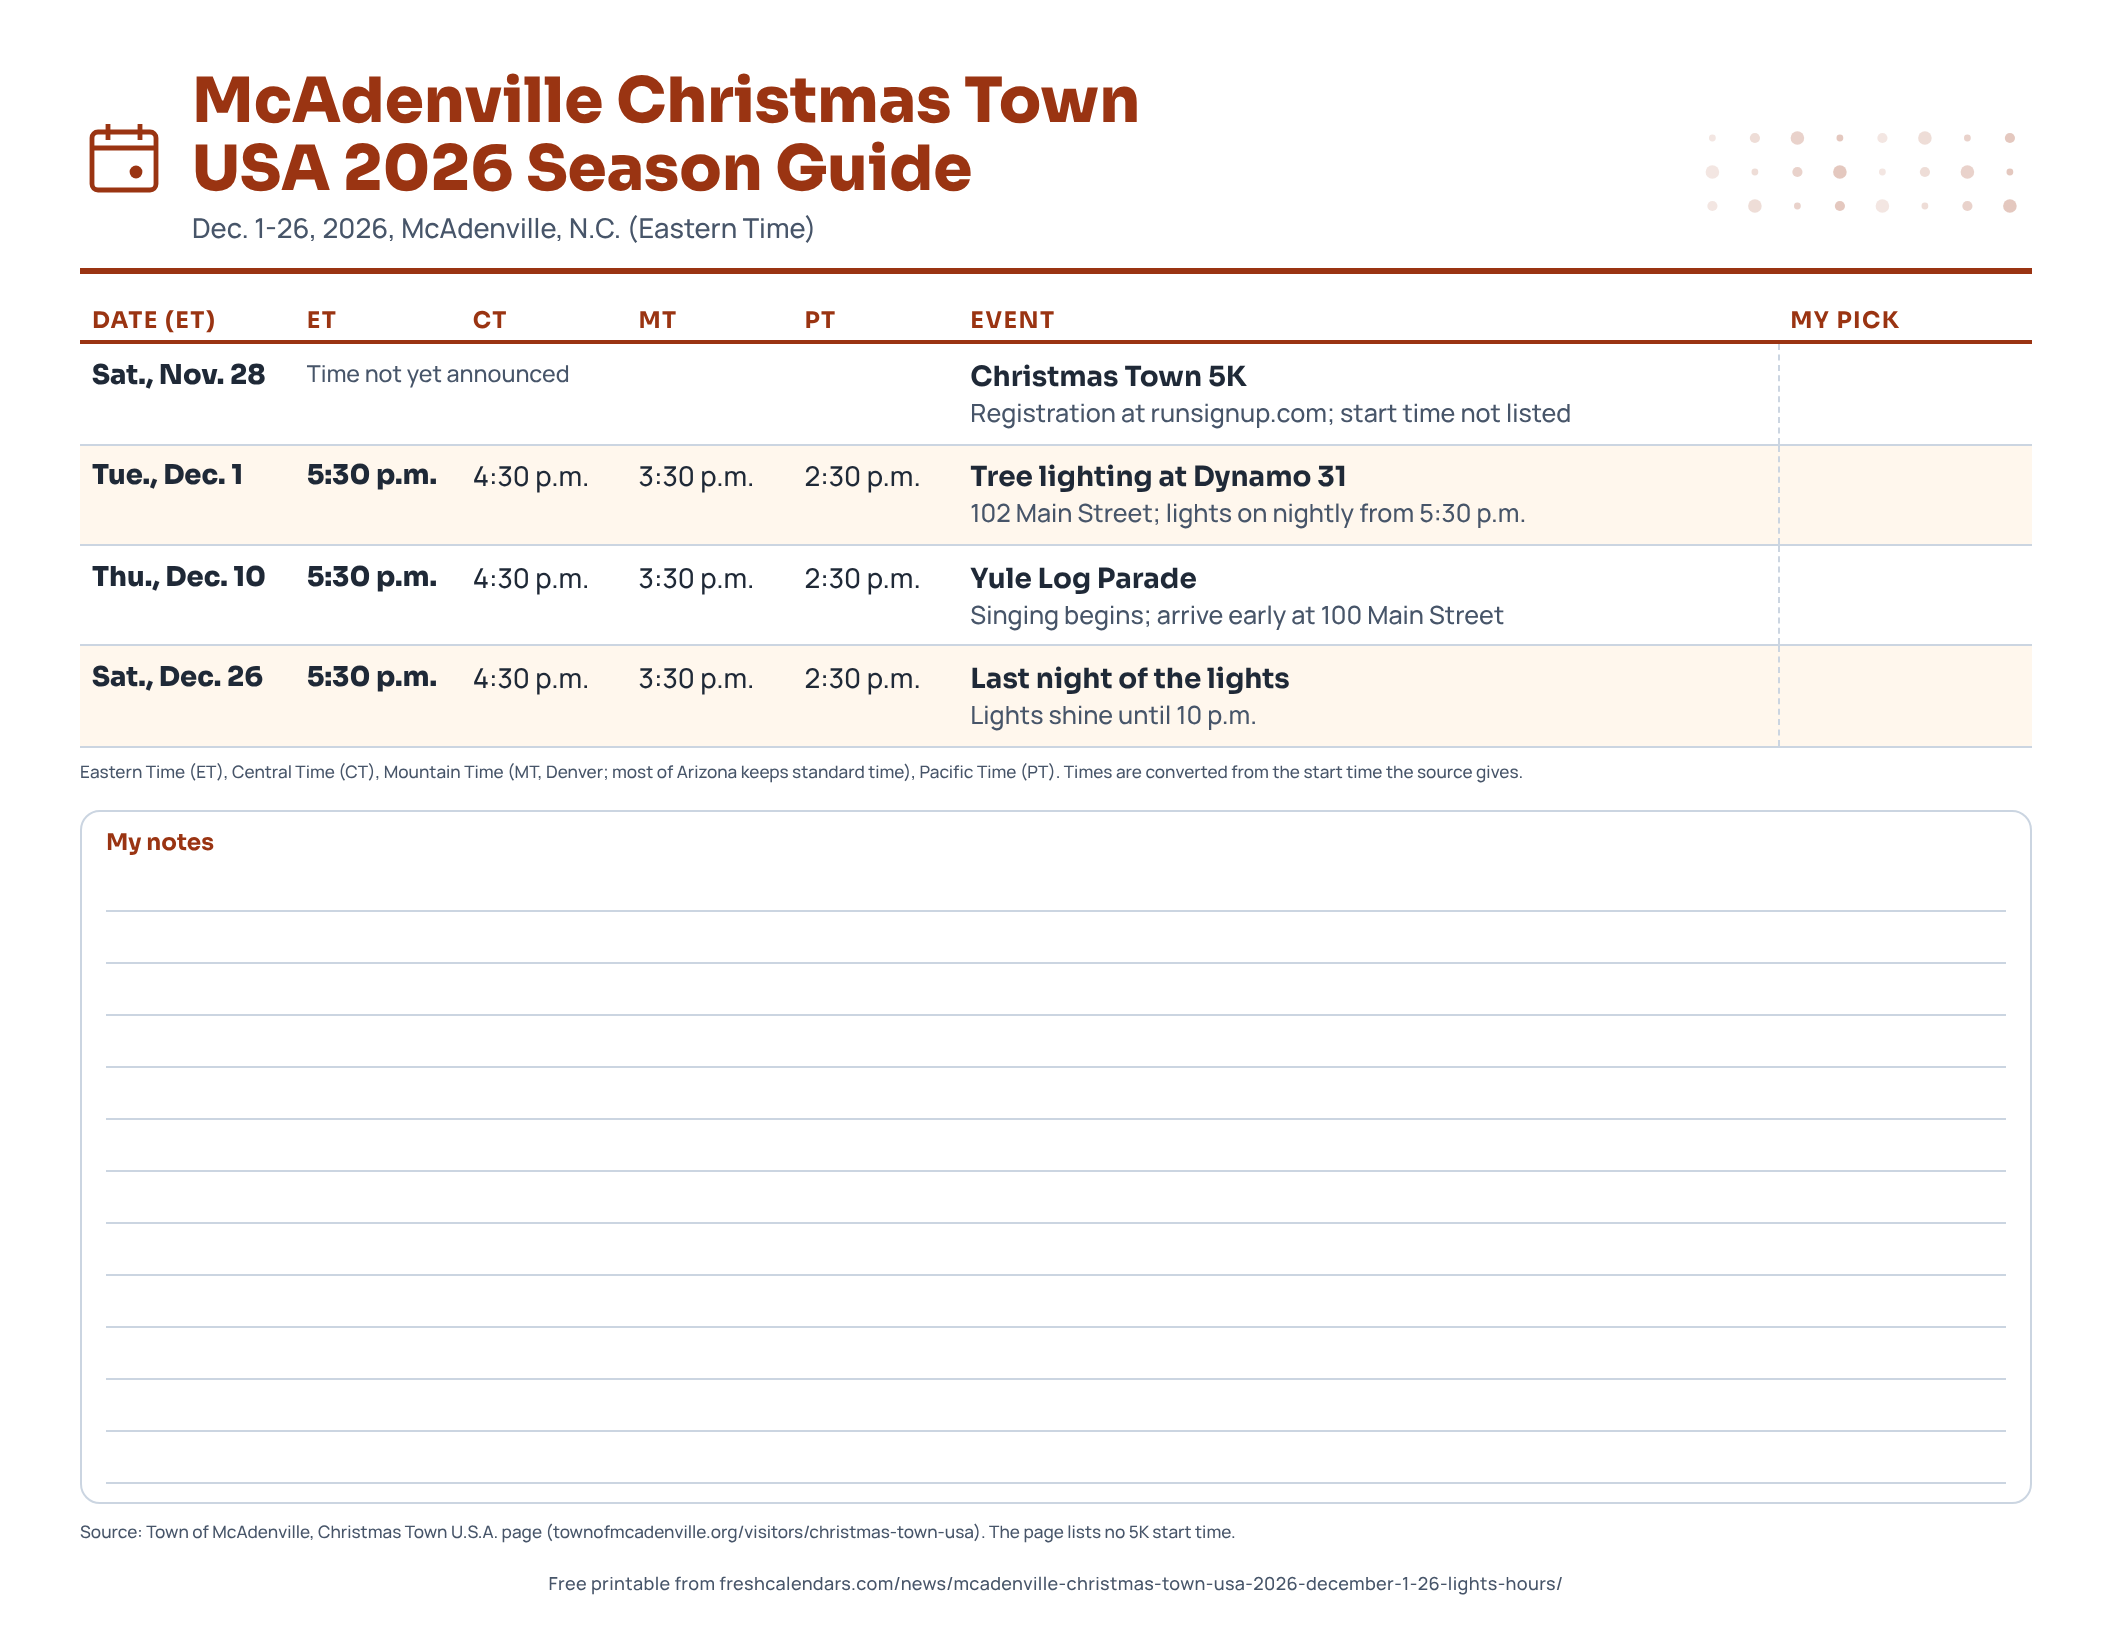 McAdenville Christmas Town
USA 2026 Season Guide
Dec. 1-26, 2026, McAdenville, N.C. (Eastern Time)
DATE (ET) ET CT MT PT EVENT MY PICK
Sat., Nov. 28 Time not yet announced Christmas Town 5K
Registration at runsignup.com; start time not listed
Tue., Dec. 1 5:30 p.m. 4:30 p.m. 3:30 p.m. 2:30 p.m. Tree lighting at Dynamo 31
102 Main Street; lights on nightly from 5:30 p.m.
Thu., Dec. 10 5:30 p.m. 4:30 p.m. 3:30 p.m. 2:30 p.m. Yule Log Parade
Singing begins; arrive early at 100 Main Street
Sat., Dec. 26 5:30 p.m. 4:30 p.m. 3:30 p.m. 2:30 p.m. Last night of the lights
Lights shine until 10 p.m.
Eastern Time (ET), Central Time (CT), Mountain Time (MT, Denver; most of Arizona keeps standard time), Pacific Time (PT). Times are converted from the start time the source gives.
My notes
Source: Town of McAdenville, Christmas Town U.S.A. page (townofmcadenville.org/visitors/christmas-town-usa). The page lists no 5K start time.
Free printable from freshcalendars.com/news/mcadenville-christmas-town-usa-2026-december-1-26-lights-hours/